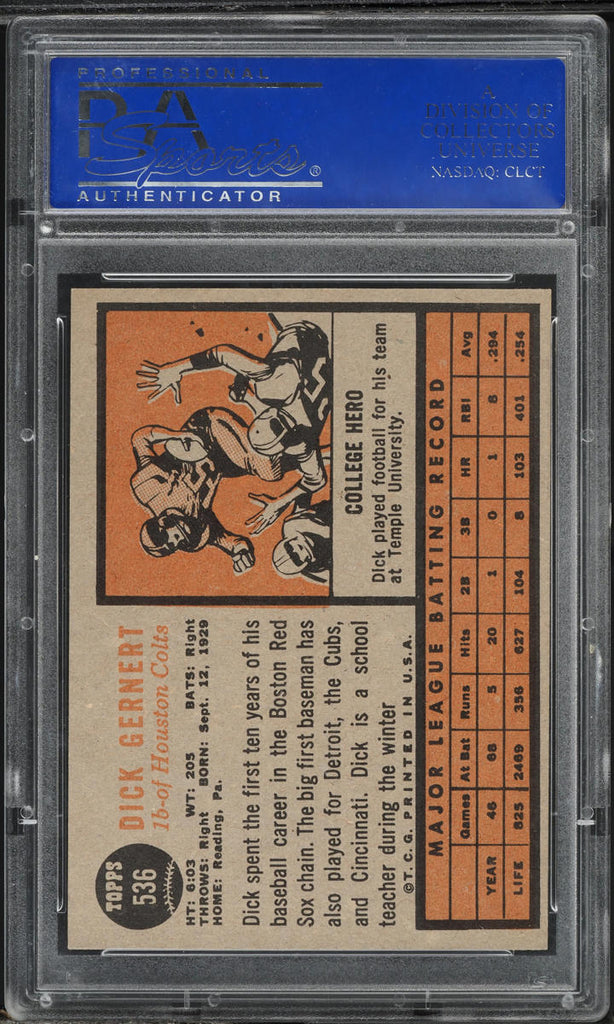 PROFESSIONAL
PSA
Sports®
AUTHENTICATOR
A
DIVISION OF
COLLECTORS
UNIVERSE
NASDAQ: CLCT
TOPPS
536
DICK GERNERT
1b-of Houston Colts
HT: 6:03 WT: 205 BATS: Right
THROWS: Right BORN: Sept. 12, 1929
HOME: Reading, Pa.
Dick spent the first ten years of his
baseball career in the Boston Red
Sox chain. The big first baseman has
also played for Detroit, the Cubs,
and Cincinnati. Dick is a school
teacher during the winter
© T. C. G. PRINTED IN U.S.A.
COLLEGE HERO
Dick played football for his team
at Temple University.
MAJOR LEAGUE BATTING RECORD
Games At Bat Runs Hits 2B 3B HR RBI Avg
YEAR 46 68 5 20 1 0 1 8 .294
LIFE 825 2469 356 627 104 8 103 401 .254